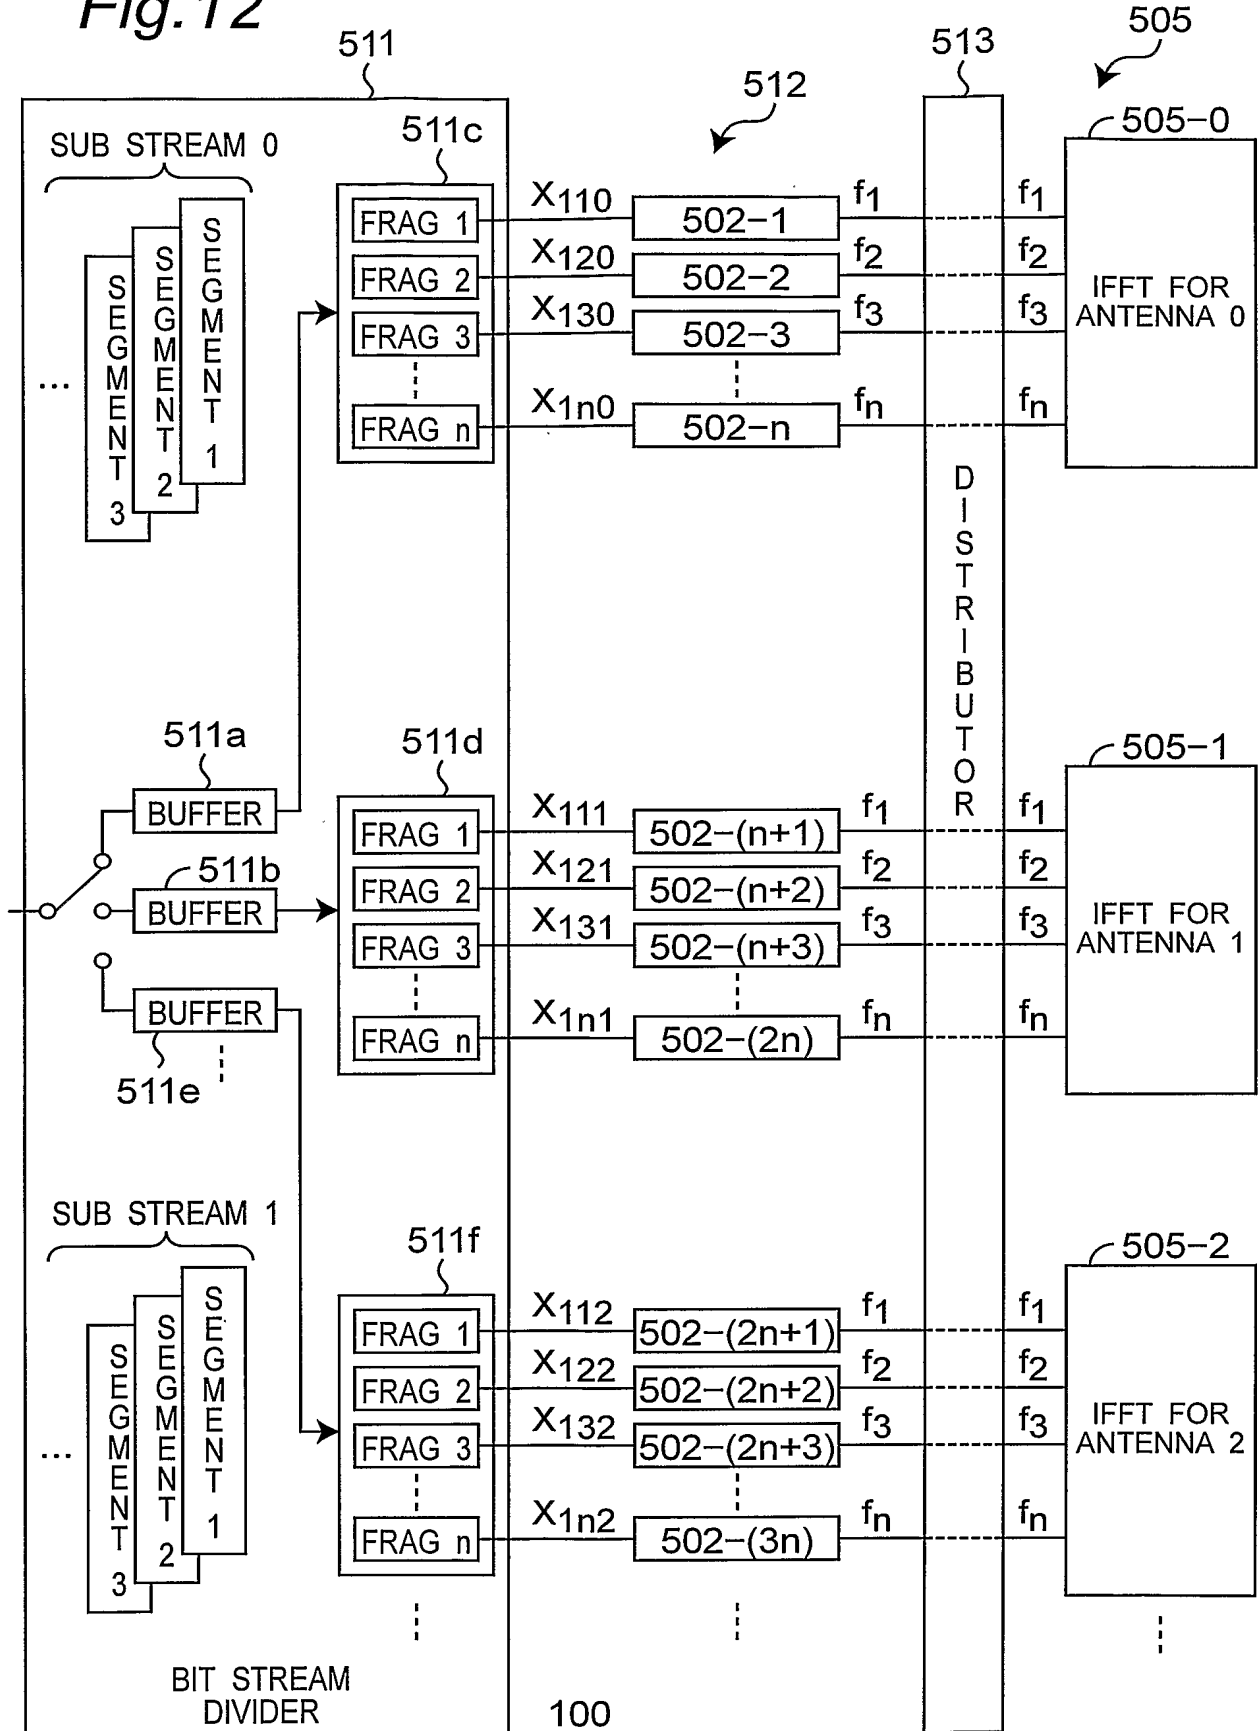 Fig.12
511
512
513
505
SUB STREAM 0
SEGMENT 1
SEGMENT 2
SEGMENT 3
...
511c
FRAG 1
FRAG 2
FRAG 3
FRAG n
X110
X120
X130
X1n0
502-1
502-2
502-3
502-n
f1
f2
f3
fn
f1
f2
f3
fn
505-0
IFFT FOR
ANTENNA 0
DISTRIBUTOR
511a
BUFFER
511b
BUFFER
BUFFER
511e
511d
FRAG 1
FRAG 2
FRAG 3
FRAG n
X111
X121
X131
X1n1
502-(n+1)
502-(n+2)
502-(n+3)
502-(2n)
f1
f2
f3
fn
f1
f2
f3
fn
505-1
IFFT FOR
ANTENNA 1
SUB STREAM 1
SEGMENT 1
SEGMENT 2
SEGMENT 3
...
511f
FRAG 1
FRAG 2
FRAG 3
FRAG n
X112
X122
X132
X1n2
502-(2n+1)
502-(2n+2)
502-(2n+3)
502-(3n)
f1
f2
f3
fn
f1
f2
f3
fn
505-2
IFFT FOR
ANTENNA 2
BIT STREAM
DIVIDER
100